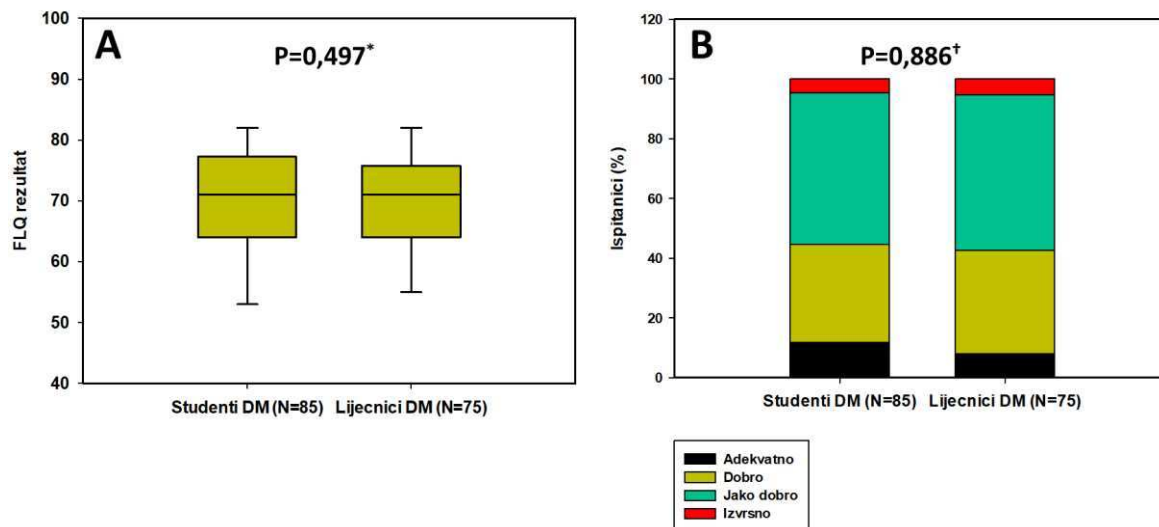 A
P=0,497*
FLQ rezultat
100
90
80
70
60
50
40
Studenti DM (N=85) Lijecnici DM (N=75)
B
P=0,886†
Ispitanici (%)
120
100
80
60
40
20
0
Studenti DM (N=85) Lijecnici DM (N=75)
Adekvatno
Dobro
Jako dobro
Izvrsno